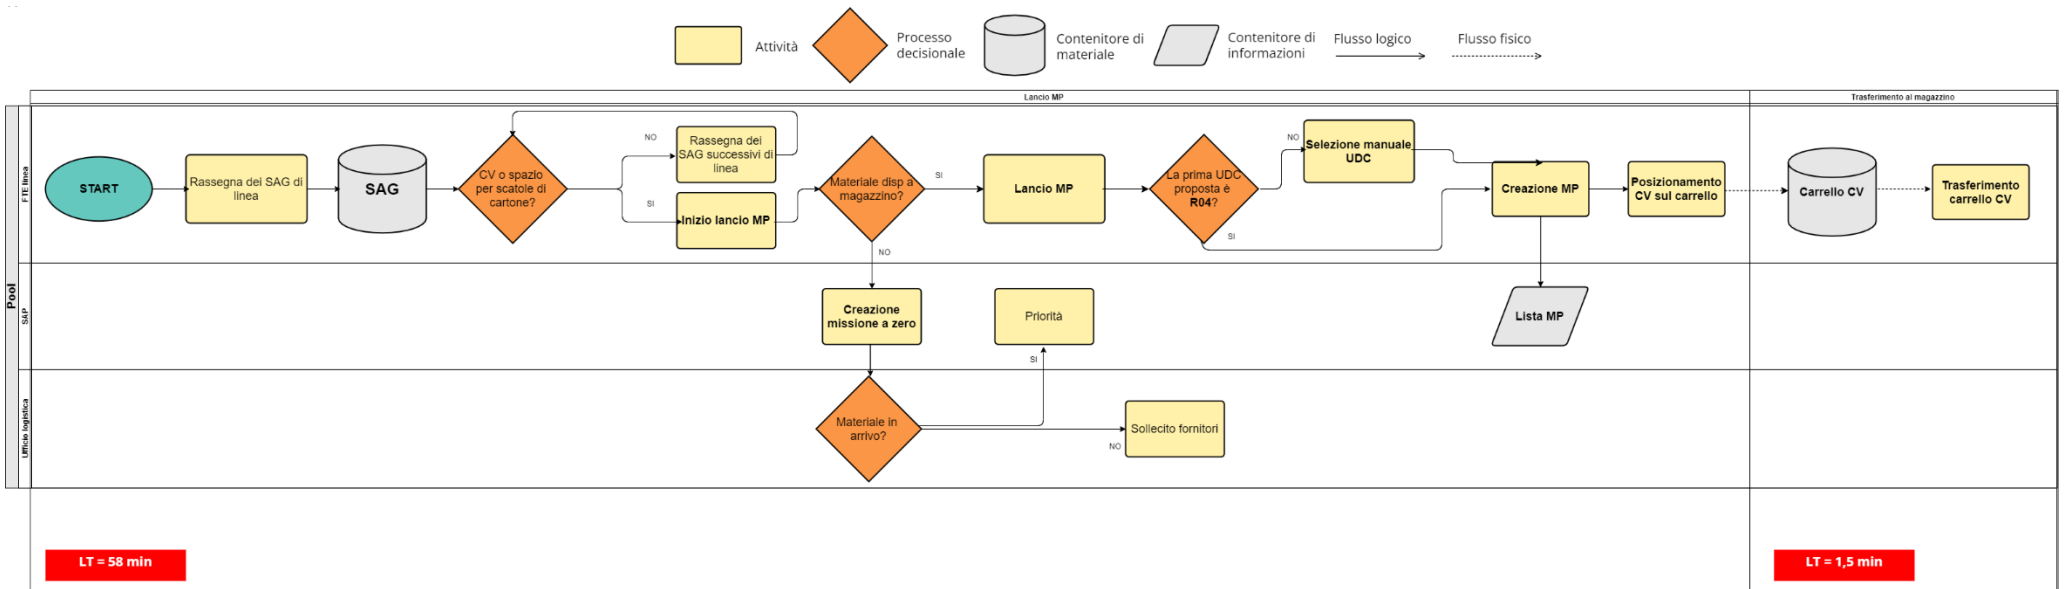 Attività
Processo
decisionale
Contenitore di
materiale
Contenitore di
informazioni
Flusso logico
Flusso fisico
Lancio MP
Trasferimento al magazzino
Pool
FTE linea
START
Rassegna dei SAG di
linea
SAG
CV o spazio
per scatole di
cartone?
NO
Rassegna dei
SAG successivi di
linea
SI
Inizio lancio MP
Materiale disp a
magazzino?
SI
NO
Lancio MP
La prima UDC
proposta è
R04?
NO
SI
Selezione manuale
UDC
Creazione MP
Posizionamento
CV sul carrello
Carrello CV
Trasferimento
carrello CV
SAP
Creazione
missione a zero
Priorità
SI
Lista MP
Ufficio logistica
Materiale in
arrivo?
NO
Sollecito fornitori
LT = 58 min
LT = 1,5 min